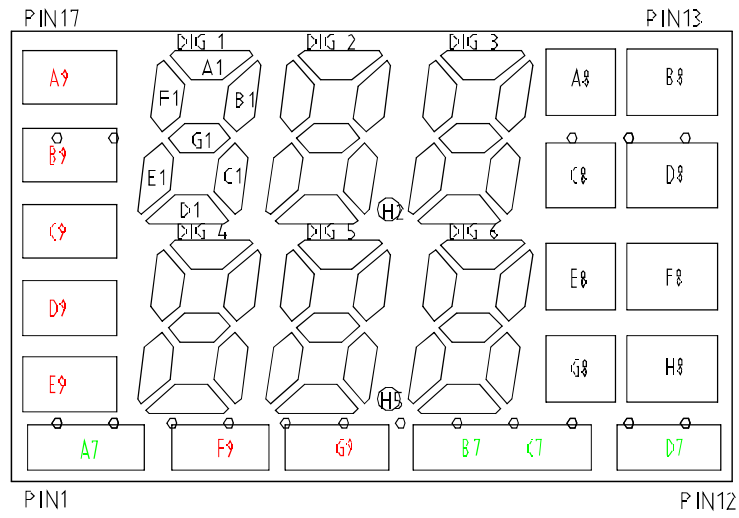 PIN17 PIN13
DIG 1 DIG 2 DIG 3
A1
A9 A8 B8
F1 B1
G1
B9
E1 C1 C8 D8
D1 H2
C9 DIG 4 DIG 5 DIG 6
E8 F8
D9
G8 H8
E9
H5
A7 F9 G9 B7 C7 D7
PIN1 PIN12